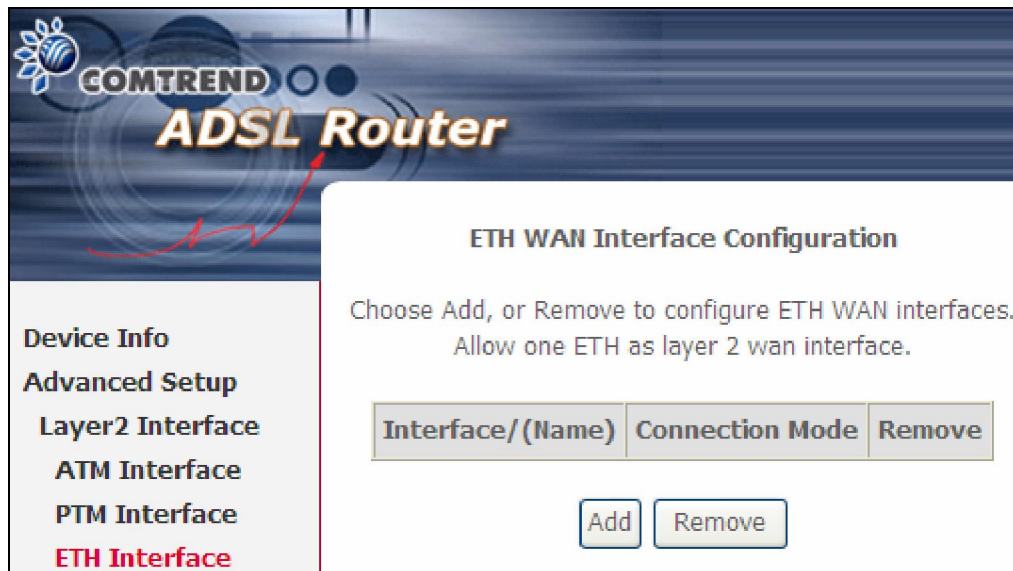 COMTREND
ADSL Router
ETH WAN Interface Configuration
Choose Add, or Remove to configure ETH WAN interfaces.
Allow one ETH as layer 2 wan interface.
Interface/(Name) Connection Mode Remove
Add Remove
Device Info
Advanced Setup
Layer2 Interface
ATM Interface
PTM Interface
ETH Interface